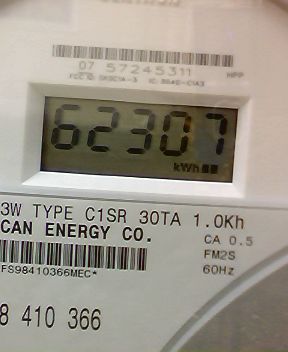 07 57245311 HPP
62307
kWh
3W TYPE C1SR 30TA 1.0Kh
CAN ENERGY CO. CA 0.5
FM2S
FS98410366MEC* 60Hz
8 410 366